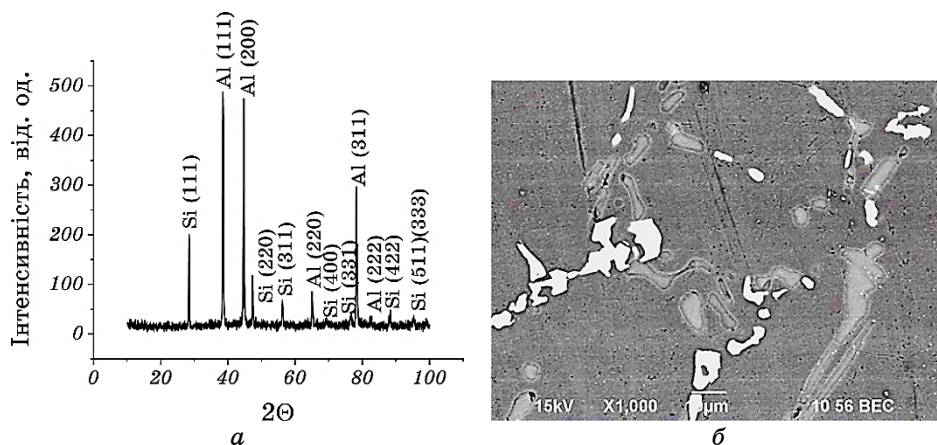 Інтенсивність, від. од.
500
400
300
200
100
0
Si (111)
Al (111)
Al (200)
Si (220)
Si (311)
Al (220)
Si (400)
Si (331)
Al (311)
Al (222)
Si (422)
Si (511)(333)
0 20 40 60 80 100
2Θ
а
15kV X1,000 μm 10 56 BEC
б